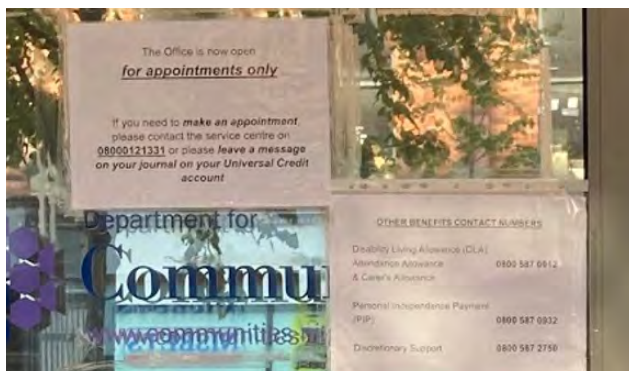 The Office is now open
for appointments only
If you need to make an appointment
please contact the service centre on
08000121331 or please leave a message
on your journal on your Universal Credit
account
Department for
Commu
www.communities
OTHER BENEFITS CONTACT NUMBERS
Disability Living Allowance (DLA)
Attendance Allowance 0800 587 0912
& Carer's Allowance
Personal Independence Payment
(PIP) 0800 587 0932
Discretionary Support 0800 587 2750